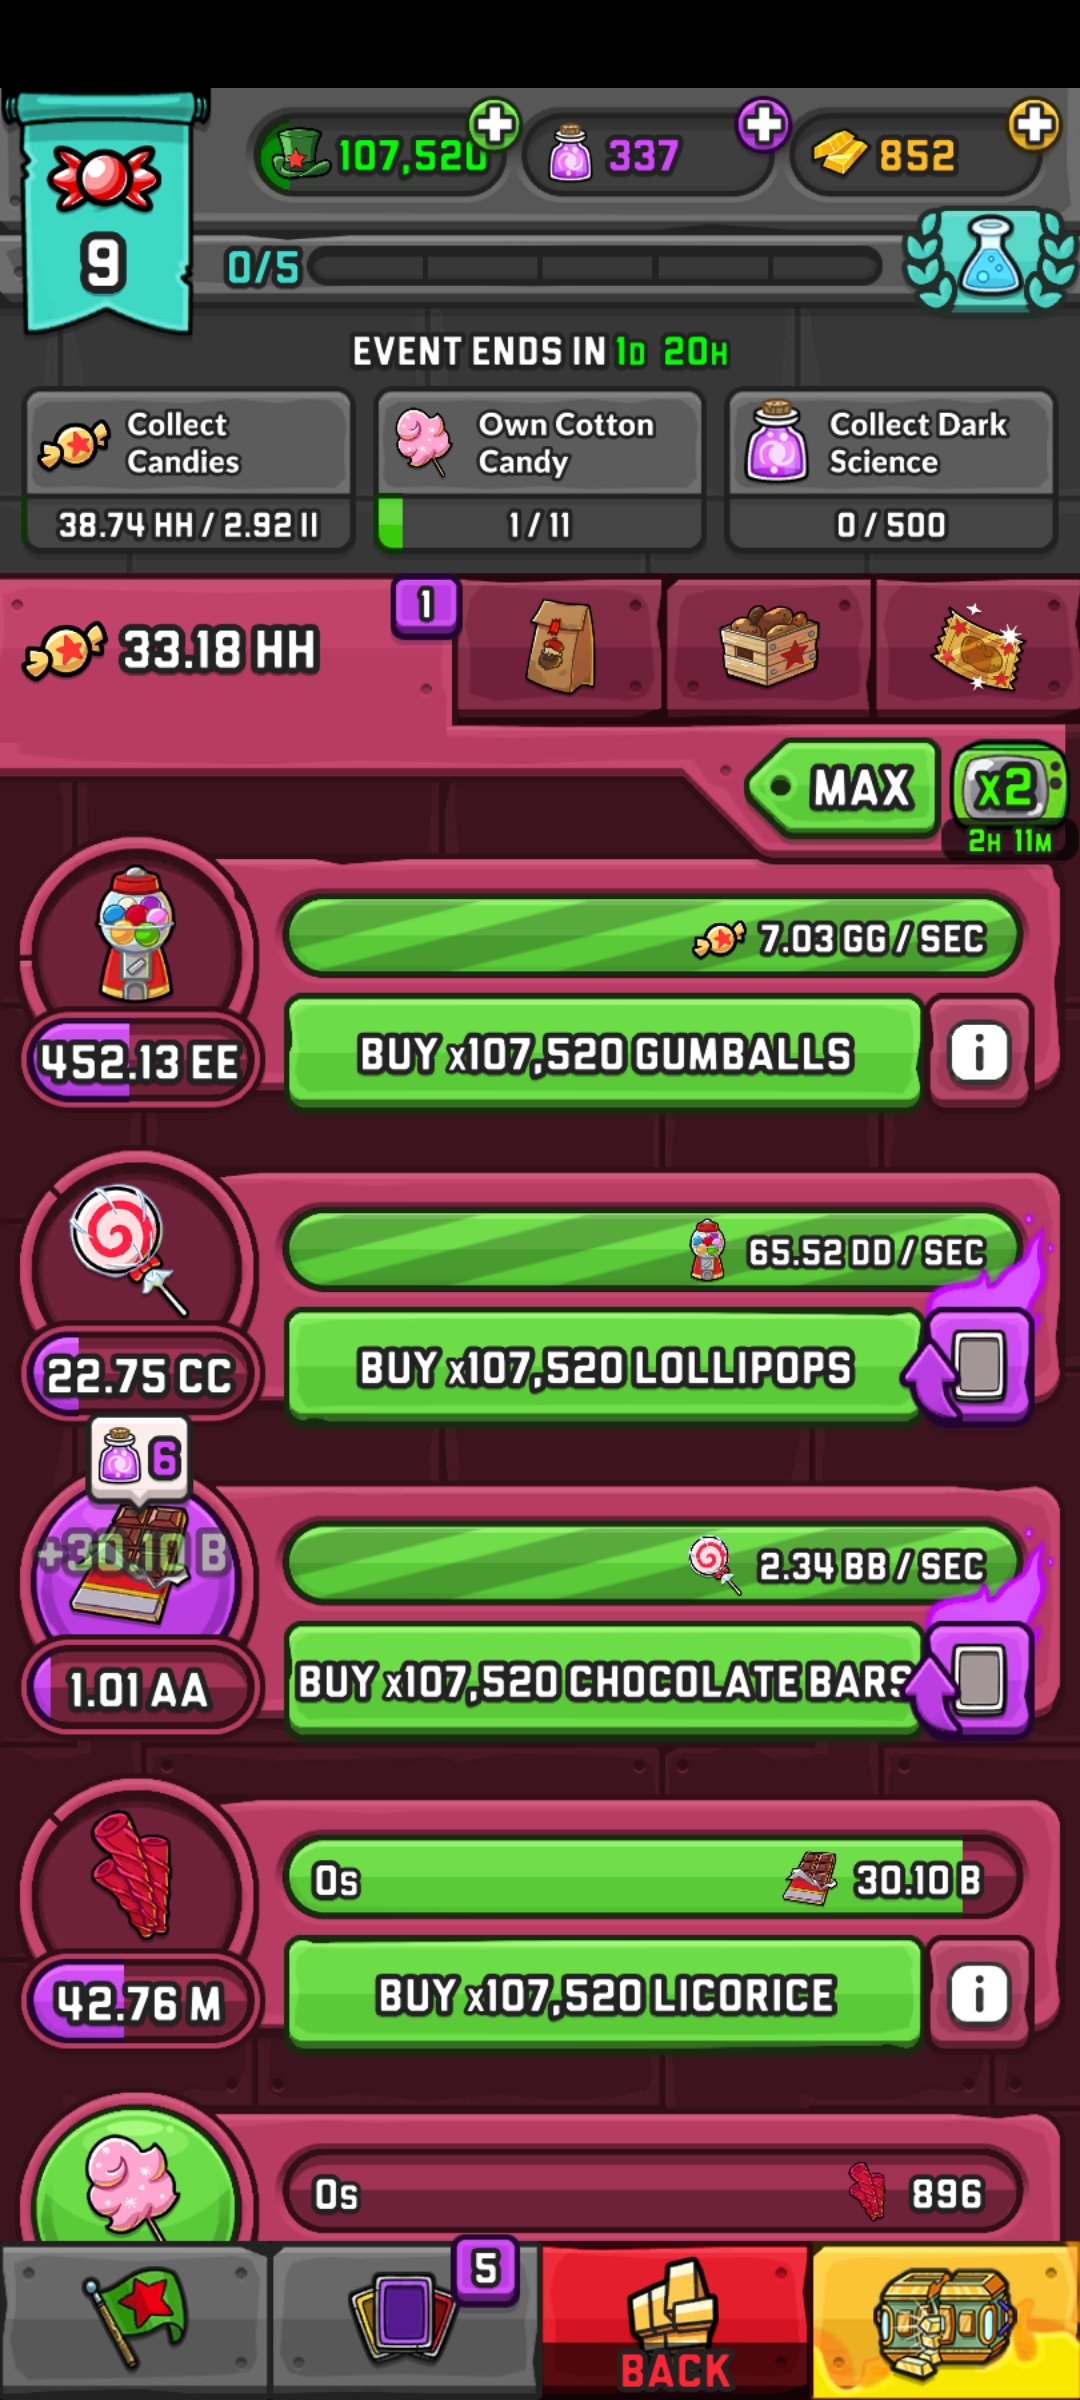 107,520
337
852
9
0/5
EVENT ENDS IN 1D 20H
Collect Candies
38.74 HH / 2.92 II
Own Cotton Candy
1 / 11
Collect Dark Science
0 / 500
33.18 HH
1
MAX
x2
2H 11M
7.03 GG / SEC
452.13 EE
BUY x107,520 GUMBALLS
i
65.52 DD / SEC
22.75 CC
BUY x107,520 LOLLIPOPS
6
+30.10 B
2.34 BB / SEC
1.01 AA
BUY x107,520 CHOCOLATE BARS
0s
30.10 B
42.76 M
BUY x107,520 LICORICE
i
0s
896
5
BACK